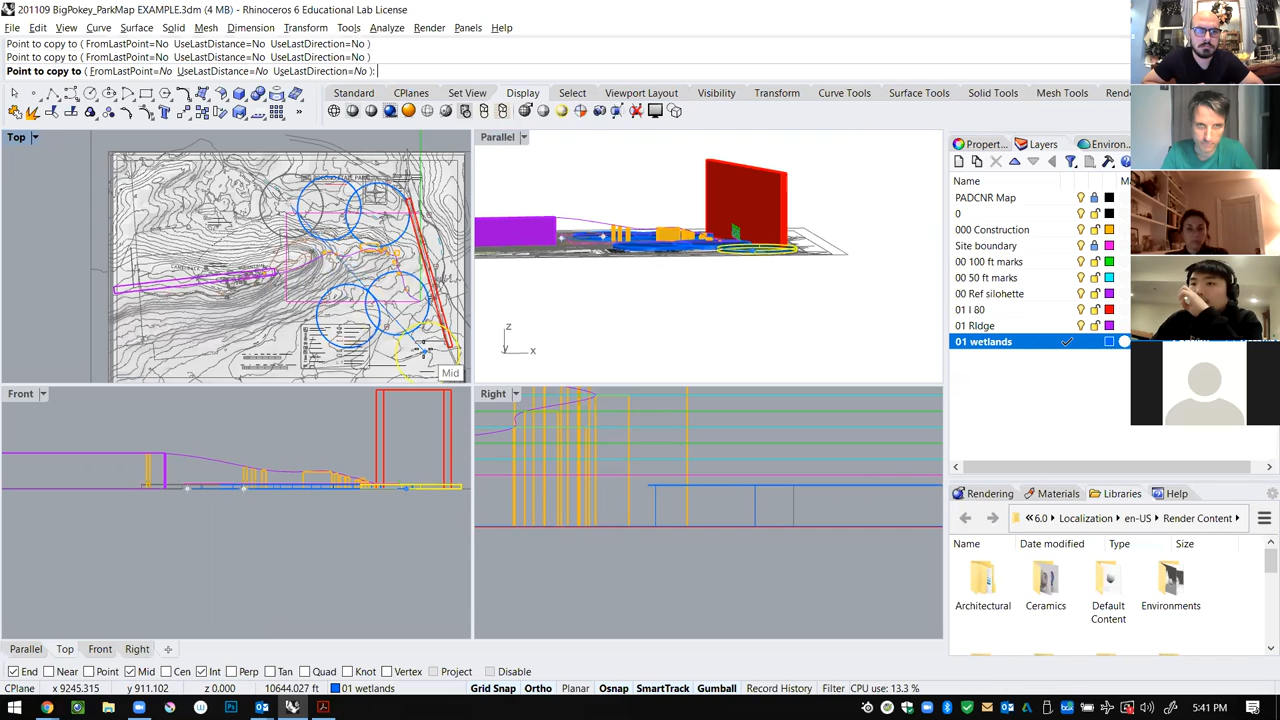 201109 BigPokey_ParkMap EXAMPLE.3dm (4 MB) - Rhinoceros 6 Educational Lab License
File Edit View Curve Surface Solid Mesh Dimension Transform Tools Analyze Render Panels Help
Point to copy to ( FromLastPoint=No UseLastDistance=No UseLastDirection=No )
Point to copy to ( FromLastPoint=No UseLastDistance=No UseLastDirection=No )
Point to copy to ( FromLastPoint=No UseLastDistance=No UseLastDirection=No ):
Standard CPlanes Set View Display Select Viewport Layout Visibility Transform Curve Tools Surface Tools Solid Tools Mesh Tools Rende
Top
Parallel
Mid
z
y x
Front
Right
Propert... Layers Environ...
Name Ma
PADCNR Map
0
000 Construction
Site boundary
00 100 ft marks
00 50 ft marks
00 Ref silohette
01 I 80
01 RIdge
01 wetlands
Rendering Materials Libraries Help
6.0 Localization en-US Render Content
Name Date modified Type Size
Architectural Ceramics Default Content Environments
Parallel Top Front Right
End Near Point Mid Cen Int Perp Tan Quad Knot Vertex Project Disable
CPlane x 9245.315 y 911.102 z 0.000 10644.027 ft 01 wetlands Grid Snap Ortho Planar Osnap SmartTrack Gumball Record History Filter CPU use: 13.3 %
5:41 PM